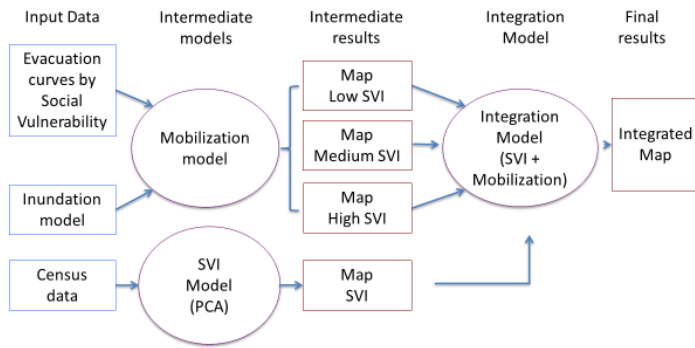 Input Data
Intermediate
models
Intermediate
results
Integration
Model
Final
results
Evacuation
curves by
Social
Vulnerability
Inundation
model
Census
data
Mobilization
model
SVI
Model
(PCA)
Map
Low SVI
Map
Medium SVI
Map
High SVI
Map
SVI
Integration
Model
(SVI +
Mobilization)
Integrated
Map